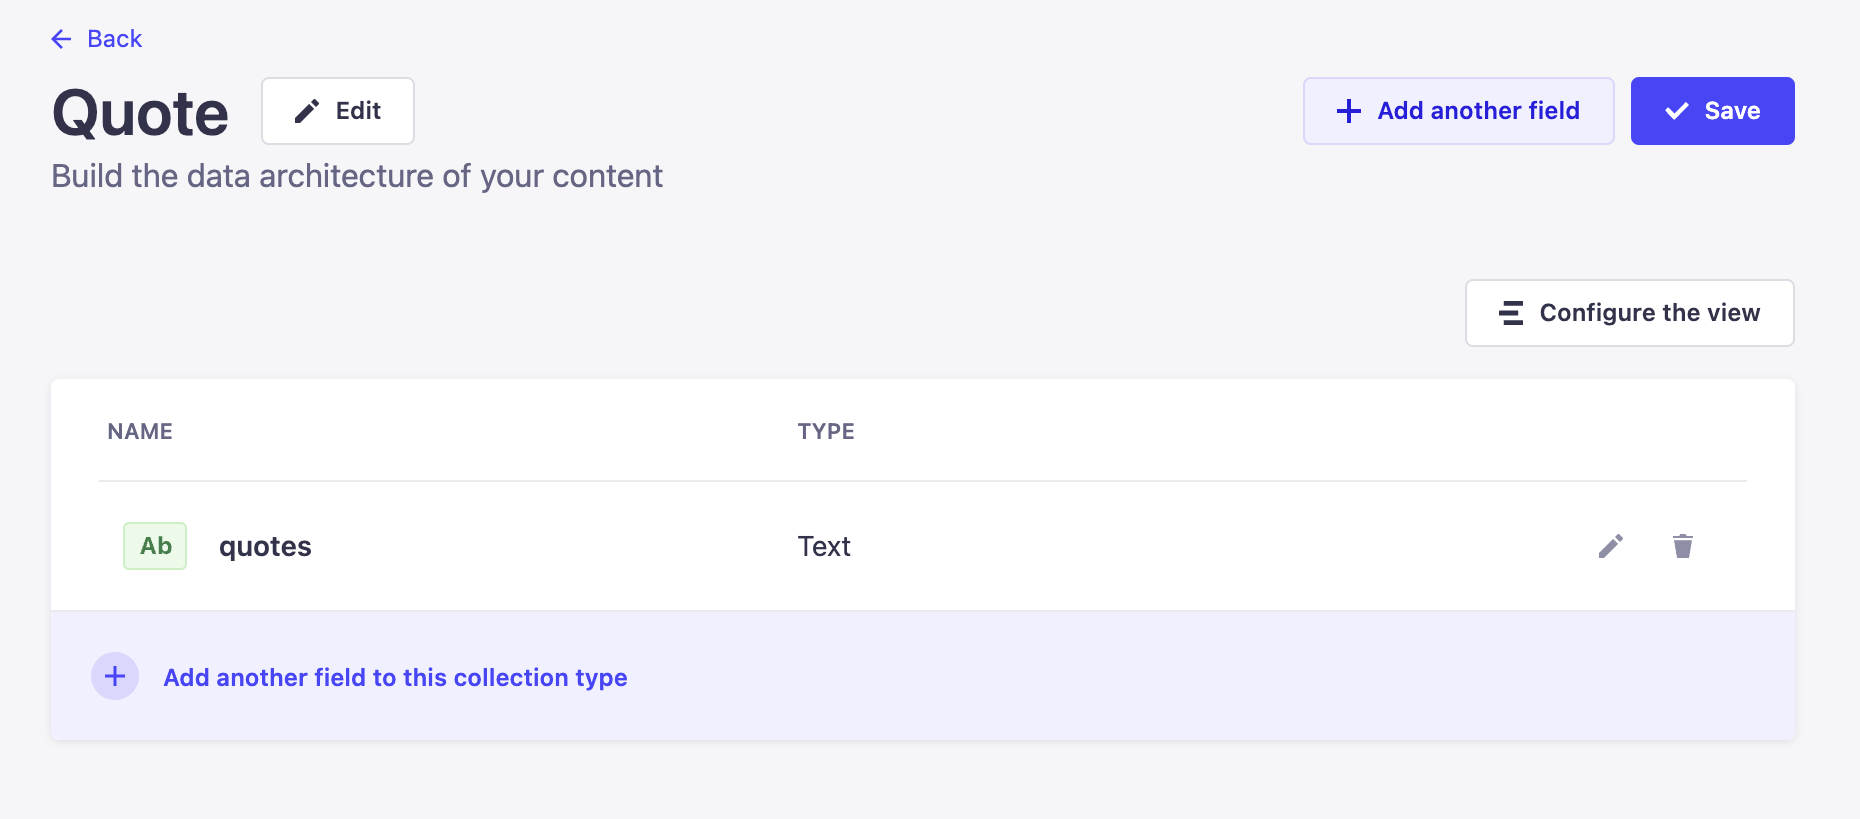 Back
Quote
Edit
Add another field
Save
Build the data architecture of your content
Configure the view
NAME
TYPE
Ab
quotes
Text
Add another field to this collection type